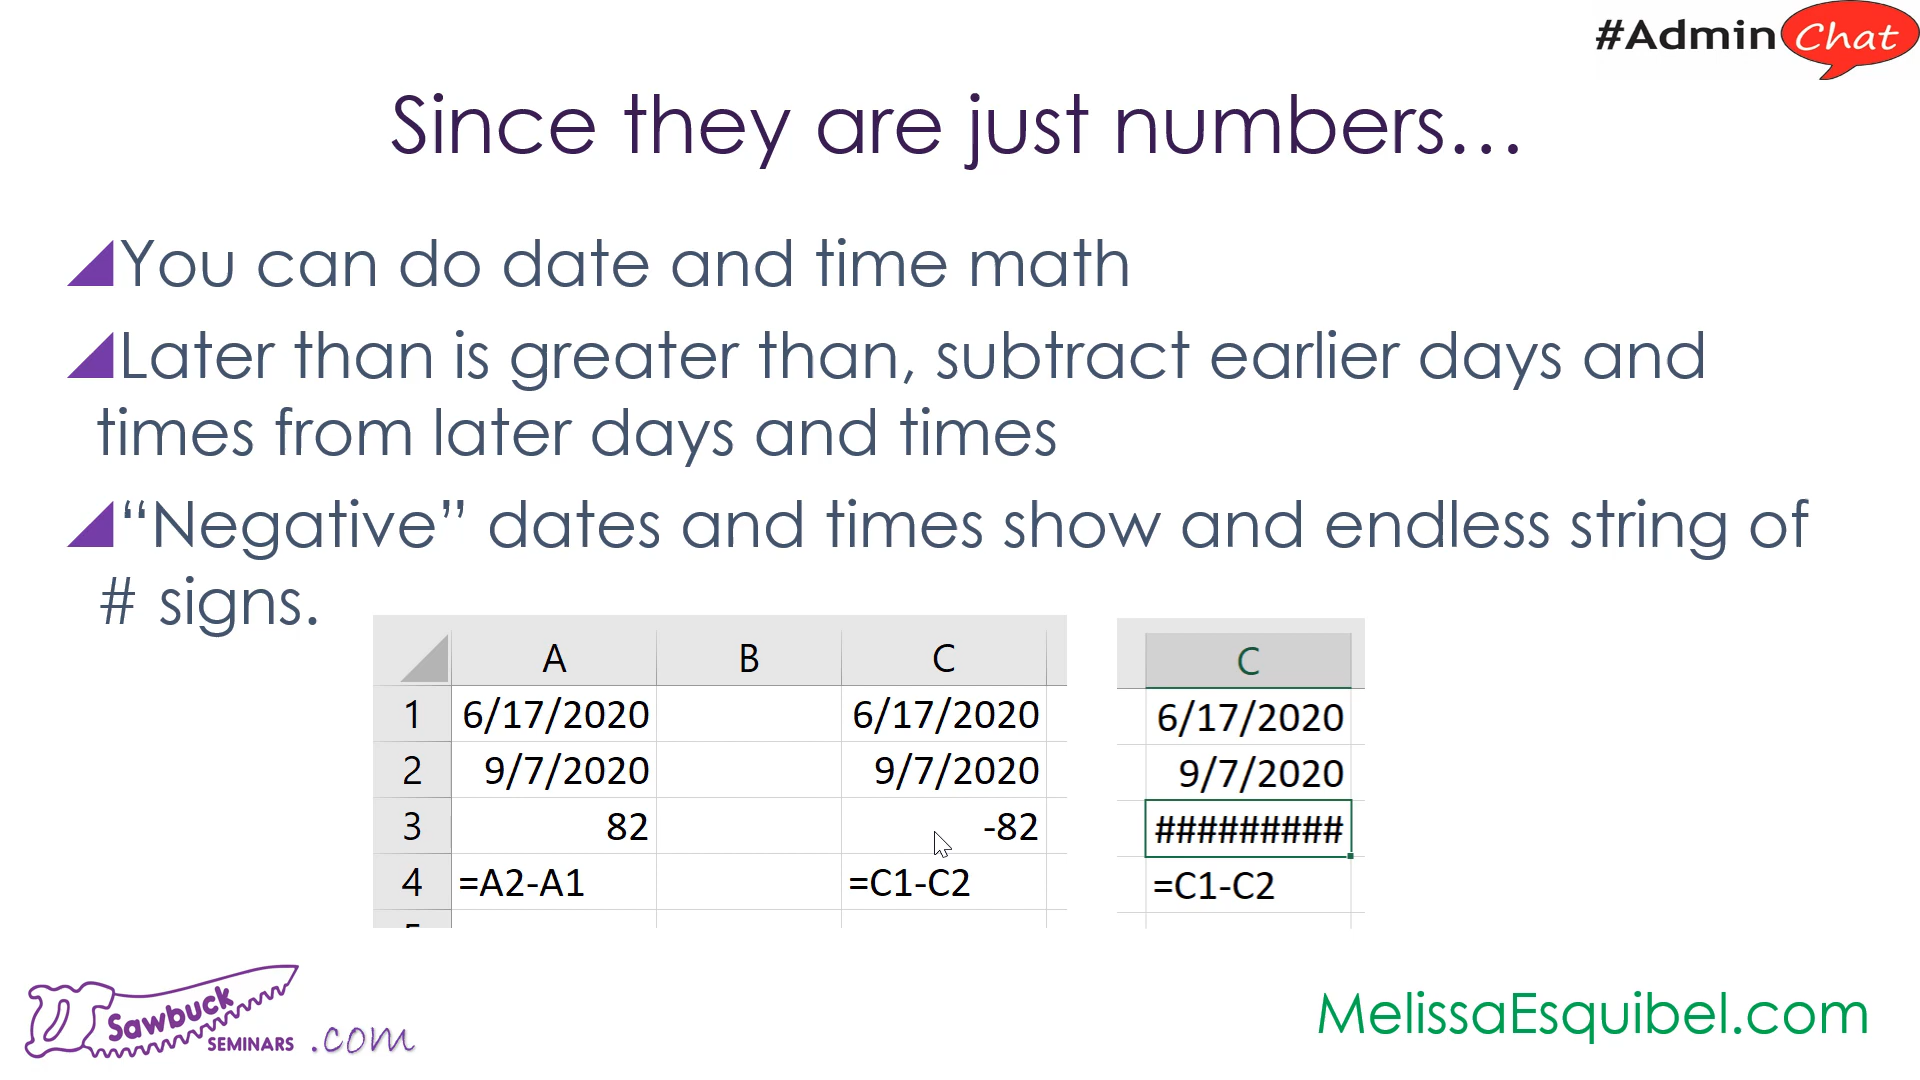 #Admin Chat
Since they are just numbers...
You can do date and time math
Later than is greater than, subtract earlier days and
times from later days and times
“Negative” dates and times show and endless string of
# signs.
A B C
1 6/17/2020 6/17/2020
2 9/7/2020 9/7/2020
3 82 -82
4 =A2-A1 =C1-C2
C
6/17/2020
9/7/2020
#########
=C1-C2
Sawbuck
SEMINARS .com
MelissaEsquibel.com